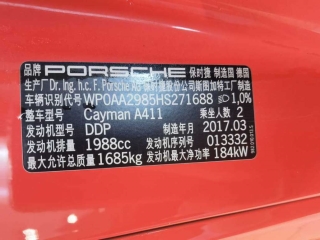 品牌 PORSCHE 保时捷 制造国 德国
生产厂 Dr. Ing. h.c. F. Porsche AG 保时捷股份公司斯图加特工厂制造
车辆识别代号 WP0AA2985HS271688 1,0%
整车型号 Cayman A411 乘坐人数 2
发动机型号 DDP 制造年月 2017.03
发动机排量 1988cc 发动机序列号 013332
最大允许总质量 1685kg 发动机最大净功率 184kW